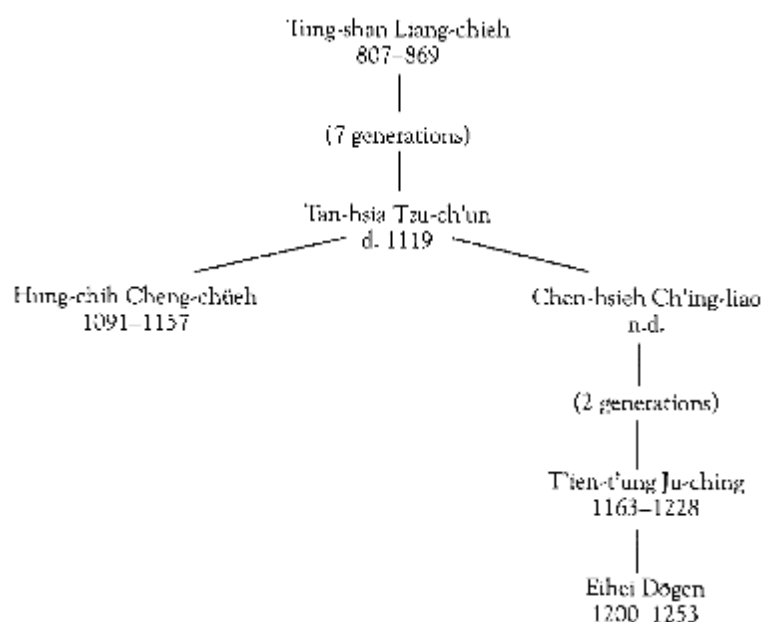 Tung-shan Liang-chieh
807–869
(7 generations)
Tan-hsia Tzu-ch'un
d. 1119
Hung-chih Cheng-chüeh
1091–1157
Chen-hsieh Ch'ing-liao
n.d.
(2 generations)
T'ien-t'ung Ju-ching
1163–1228
Eihei Dōgen
1200–1253